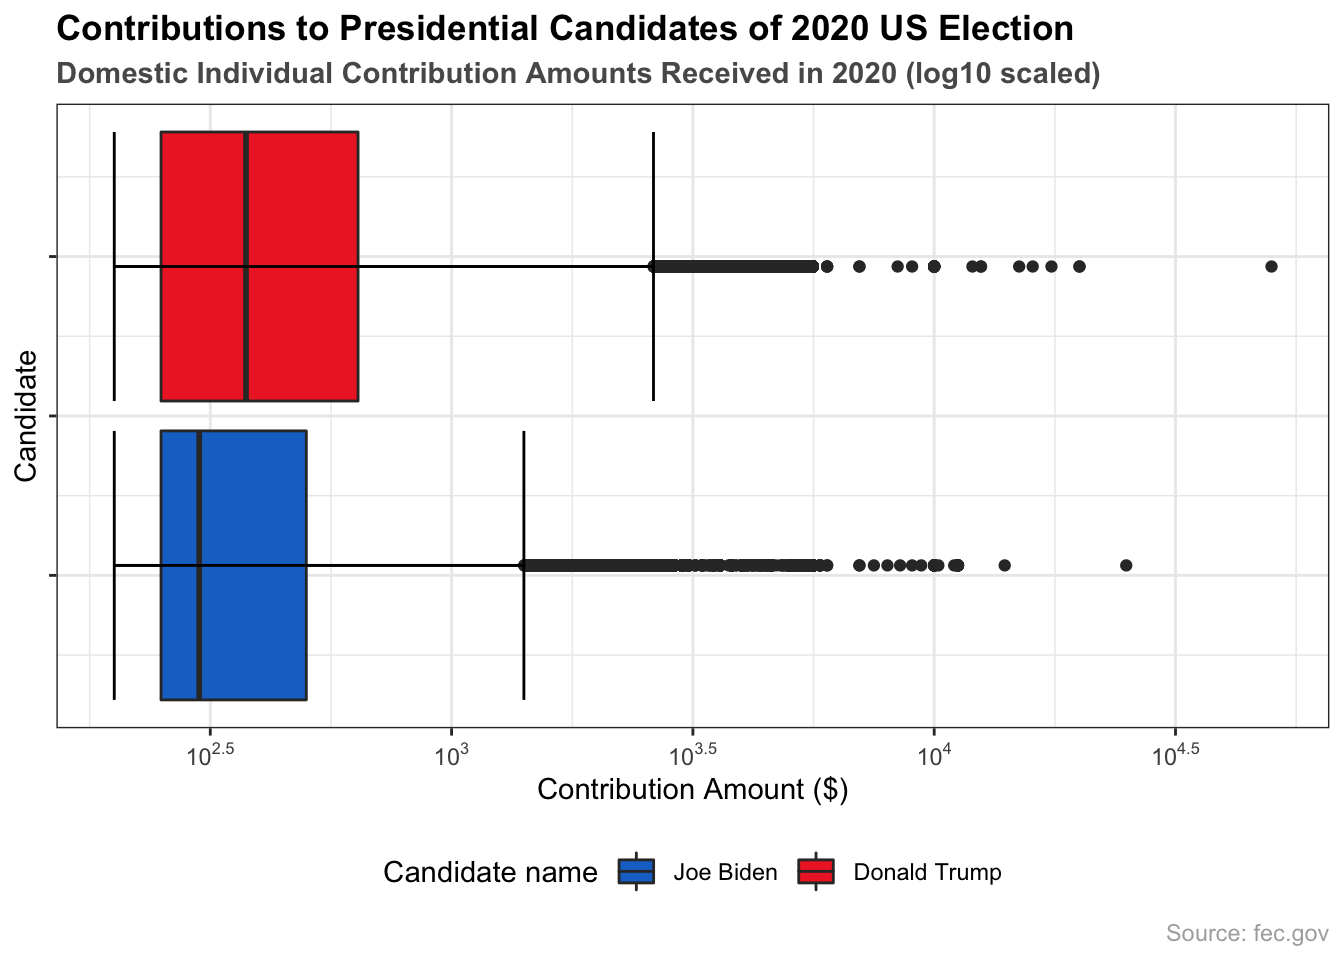 Contributions to Presidential Candidates of 2020 US Election
Domestic Individual Contribution Amounts Received in 2020 (log10 scaled)
Candidate
10^2.5 10^3 10^3.5 10^4 10^4.5
Contribution Amount ($)
Candidate name Joe Biden Donald Trump
Source: fec.gov